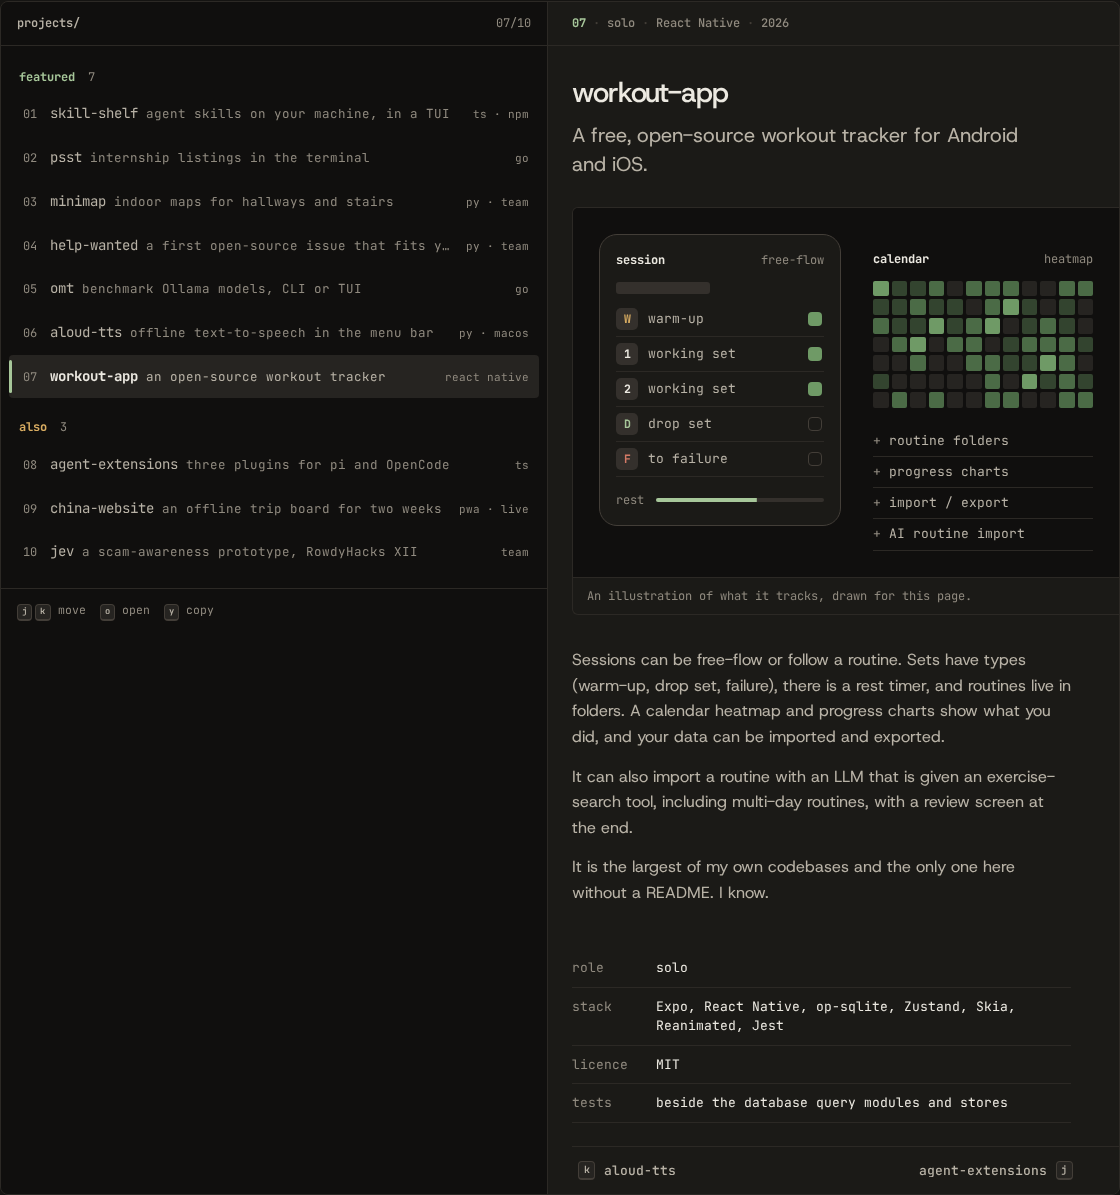 projects/ 07/10
featured 7
01 skill-shelf agent skills on your machine, in a TUI ts · npm
02 psst internship listings in the terminal go
03 minimap indoor maps for hallways and stairs py · team
04 help-wanted a first open-source issue that fits y… py · team
05 omt benchmark Ollama models, CLI or TUI go
06 aloud-tts offline text-to-speech in the menu bar py · macos
07 workout-app an open-source workout tracker react native
also 3
08 agent-extensions three plugins for pi and OpenCode ts
09 china-website an offline trip board for two weeks pwa · live
10 jev a scam-awareness prototype, RowdyHacks XII team
j k move o open y copy
07 · solo · React Native · 2026
workout-app
A free, open-source workout tracker for Android
and iOS.
session free-flow
W warm-up
1 working set
2 working set
D drop set
F to failure
rest
calendar heatmap
+ routine folders
+ progress charts
+ import / export
+ AI routine import
An illustration of what it tracks, drawn for this page.
Sessions can be free-flow or follow a routine. Sets have types
(warm-up, drop set, failure), there is a rest timer, and routines live in
folders. A calendar heatmap and progress charts show what you
did, and your data can be imported and exported.
It can also import a routine with an LLM that is given an exercise-
search tool, including multi-day routines, with a review screen at
the end.
It is the largest of my own codebases and the only one here
without a README. I know.
role solo
stack Expo, React Native, op-sqlite, Zustand, Skia,
Reanimated, Jest
licence MIT
tests beside the database query modules and stores
k aloud-tts agent-extensions j